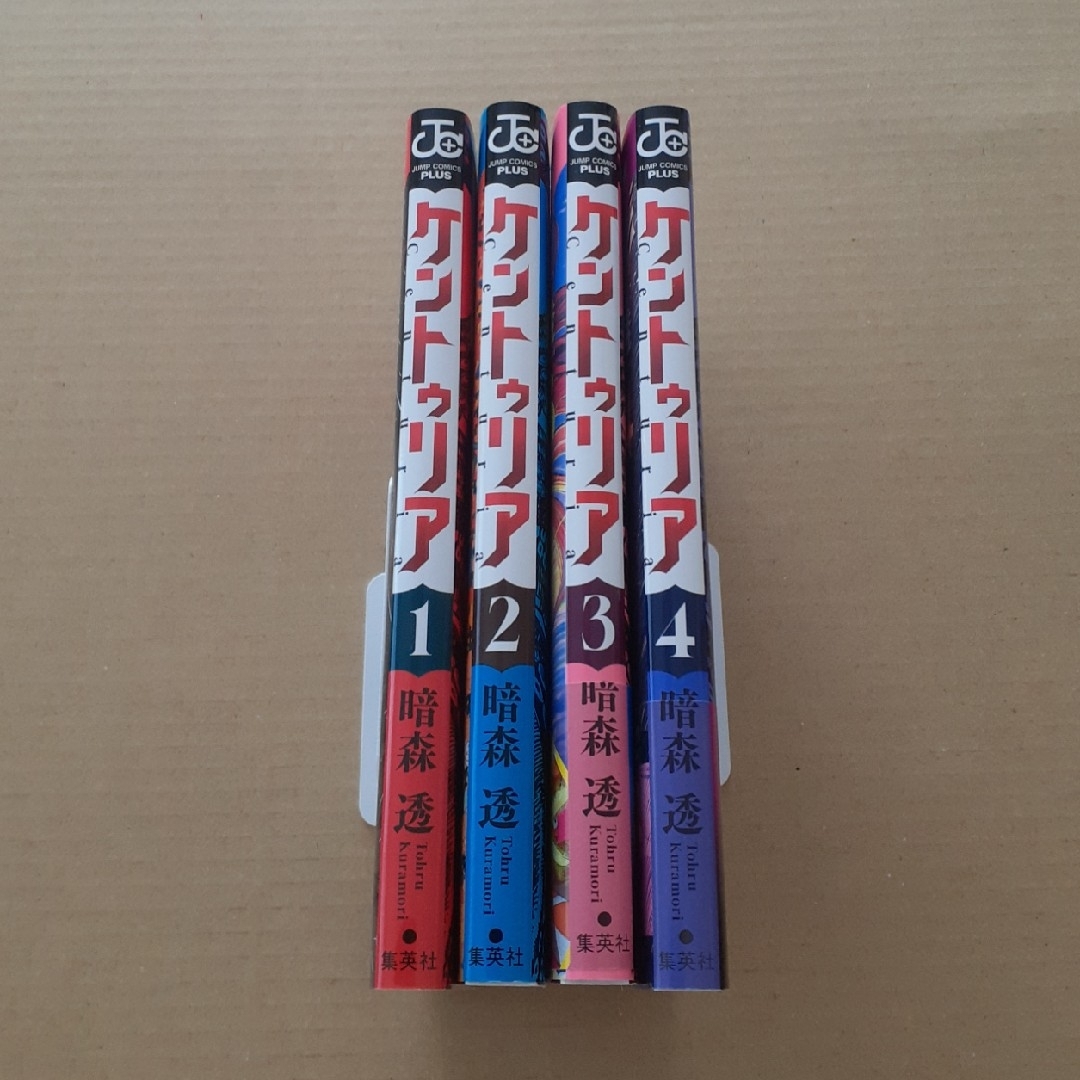 JC+
JUMP COMICS
PLUS
ケントゥリア
Centuria
1
暗森 透
Tohru
Kuramori
●
集英社
JC+
JUMP COMICS
PLUS
ケントゥリア
Centuria
2
暗森 透
Tohru
Kuramori
●
集英社
JC+
JUMP COMICS
PLUS
ケントゥリア
Centuria
3
暗森 透
Tohru
Kuramori
●
集英社
JC+
JUMP COMICS
PLUS
ケントゥリア
Centuria
4
暗森 透
Tohru
Kuramori
●
集英社